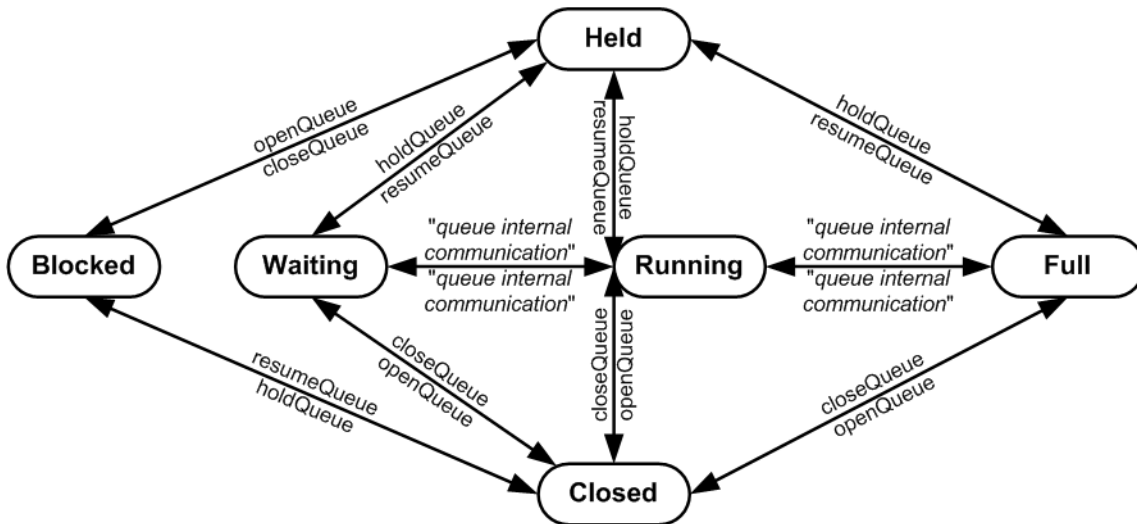 Held
openQueue
closeQueue
holdQueue
resumeQueue
holdQueue
resumeQueue
holdQueue
resumeQueue
"queue internal
communication"
"queue internal
communication"
Blocked
Waiting
Running
Full
"queue internal
communication"
"queue internal
communication"
resumeQueue
holdQueue
closeQueue
openQueue
openQueue
closeQueue
closeQueue
openQueue
Closed